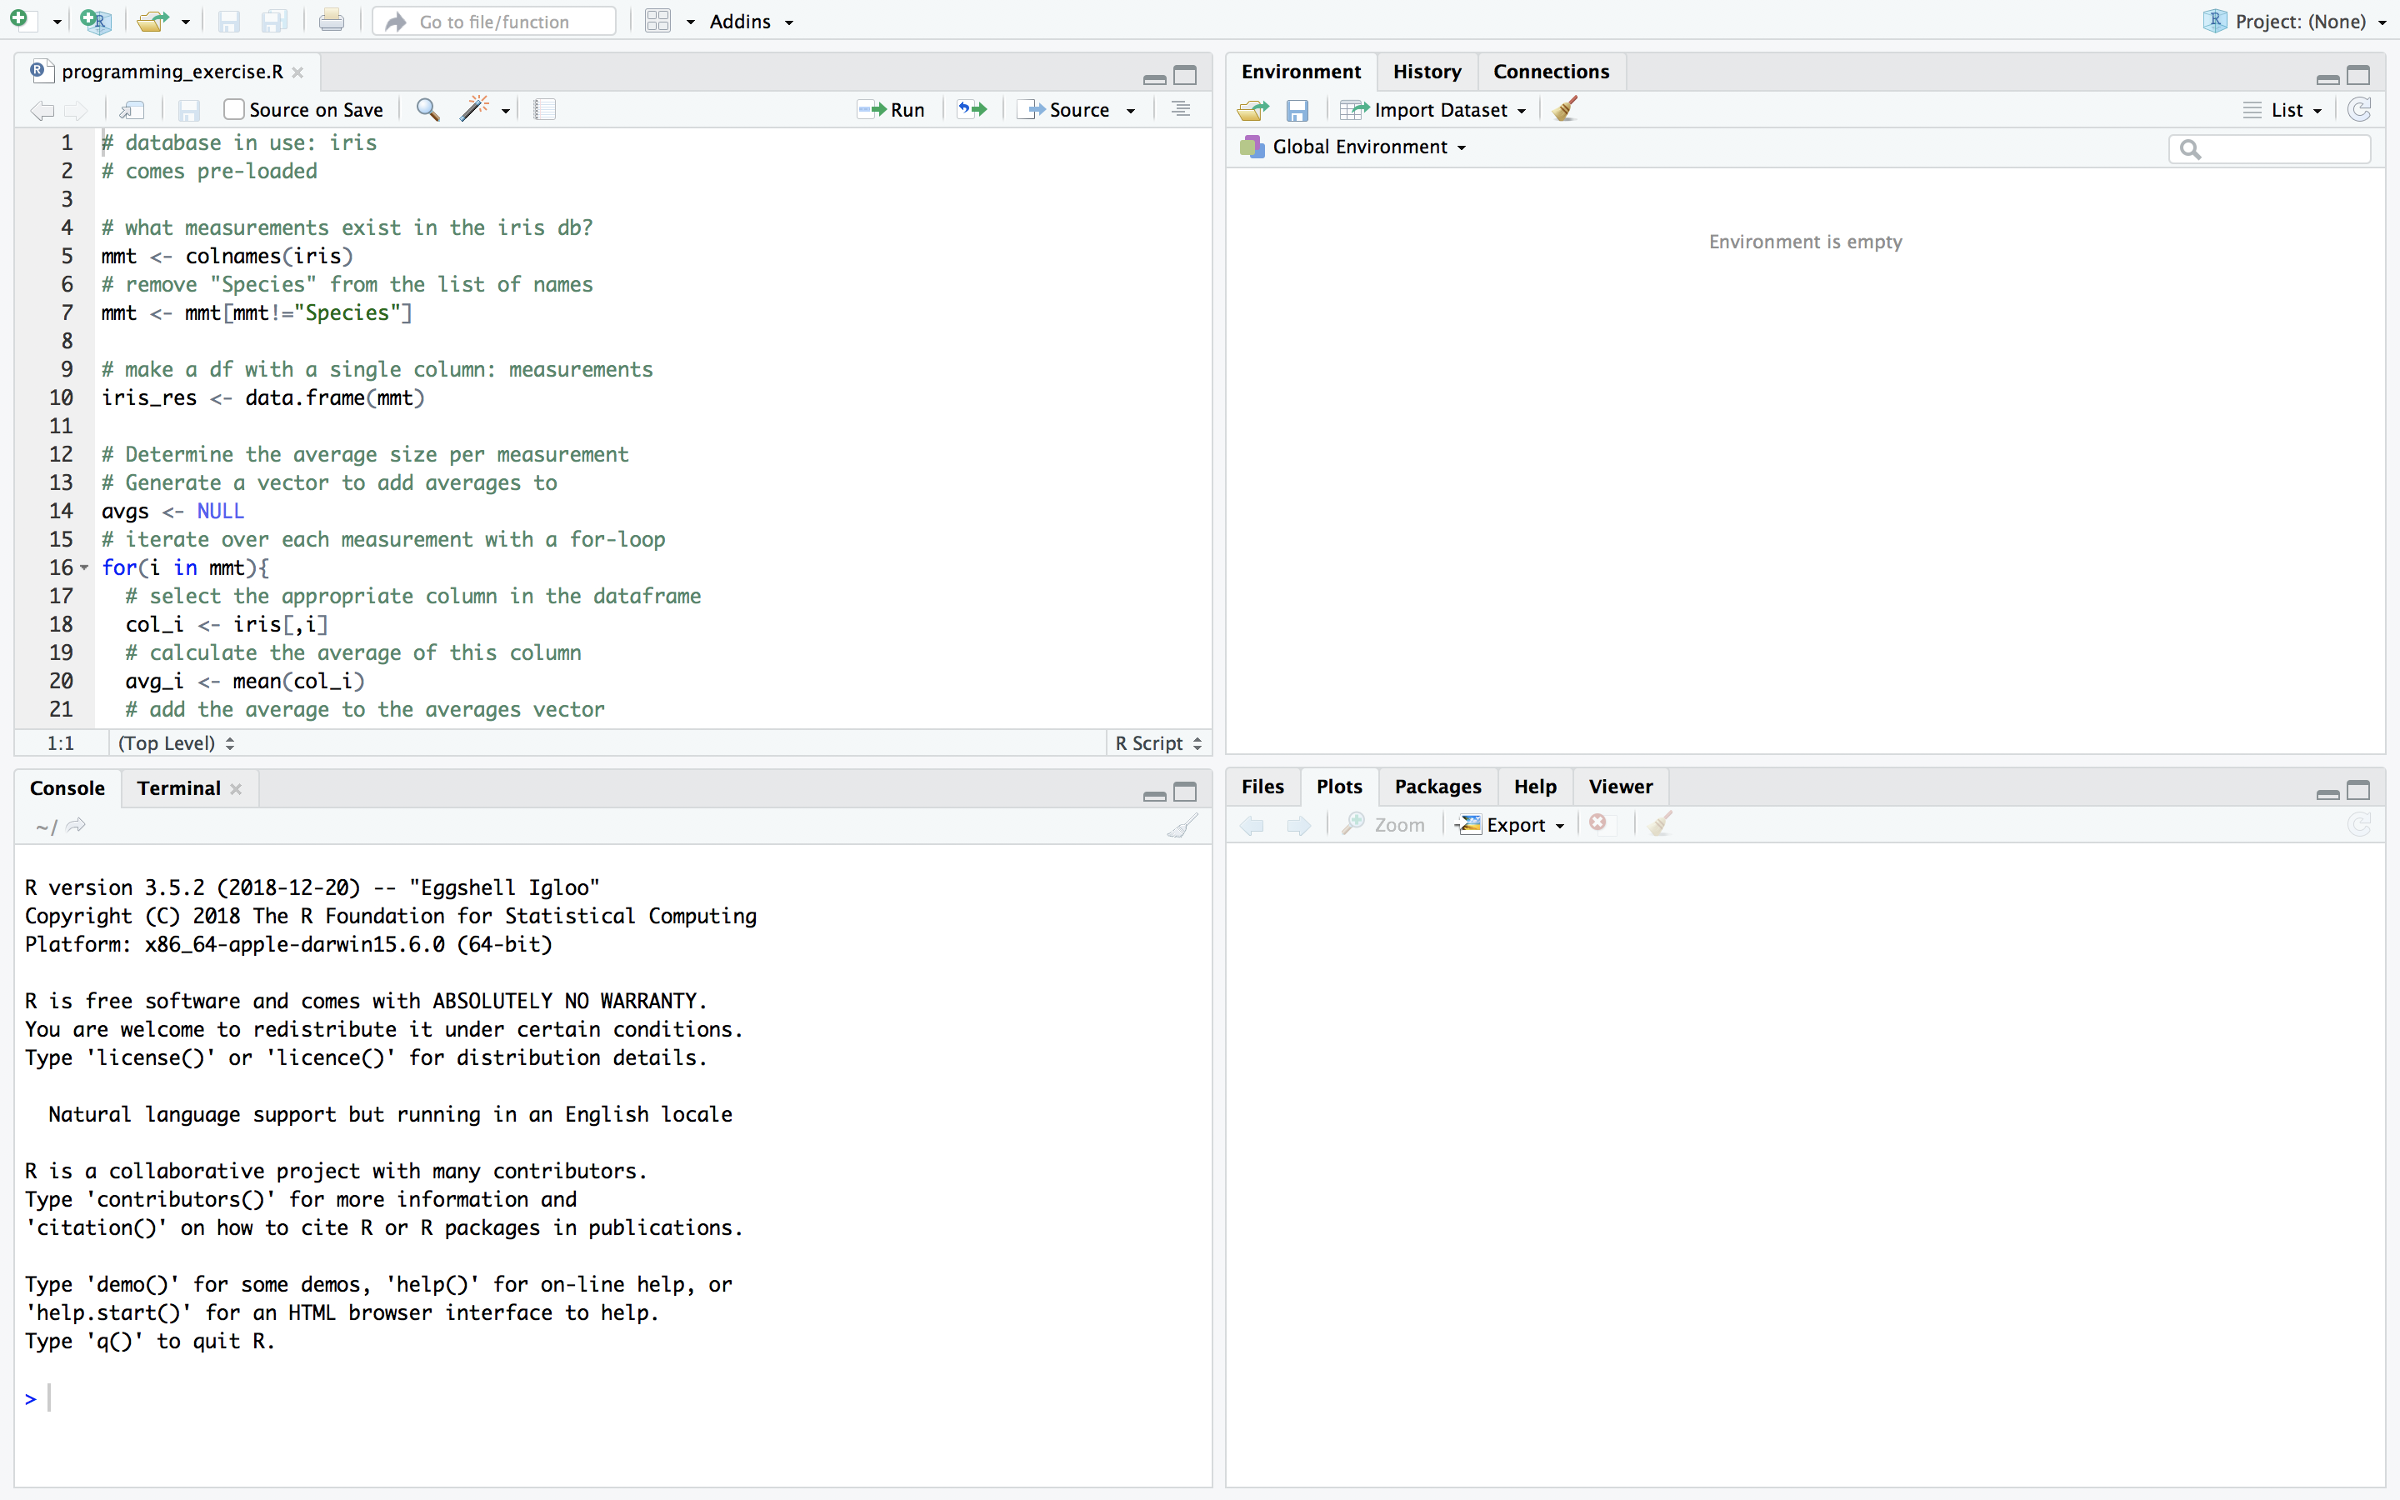 Go to file/function
Addins
Project: (None)
programming_exercise.R
Source on Save
Run
Source
1 # database in use: iris
2 # comes pre-loaded
3
4 # what measurements exist in the iris db?
5 mmt <- colnames(iris)
6 # remove "Species" from the list of names
7 mmt <- mmt[mmt!="Species"]
8
9 # make a df with a single column: measurements
10 iris_res <- data.frame(mmt)
11
12 # Determine the average size per measurement
13 # Generate a vector to add averages to
14 avgs <- NULL
15 # iterate over each measurement with a for-loop
16 for(i in mmt){
17   # select the appropriate column in the dataframe
18   col_i <- iris[,i]
19   # calculate the average of this column
20   avg_i <- mean(col_i)
21   # add the average to the averages vector
1:1 (Top Level) R Script
Console Terminal
~/
R version 3.5.2 (2018-12-20) -- "Eggshell Igloo"
Copyright (C) 2018 The R Foundation for Statistical Computing
Platform: x86_64-apple-darwin15.6.0 (64-bit)
R is free software and comes with ABSOLUTELY NO WARRANTY.
You are welcome to redistribute it under certain conditions.
Type 'license()' or 'licence()' for distribution details.
Natural language support but running in an English locale
R is a collaborative project with many contributors.
Type 'contributors()' for more information and
'citation()' on how to cite R or R packages in publications.
Type 'demo()' for some demos, 'help()' for on-line help, or
'help.start()' for an HTML browser interface to help.
Type 'q()' to quit R.
>
Environment History Connections
Import Dataset List
Global Environment
Environment is empty
Files Plots Packages Help Viewer
Zoom Export